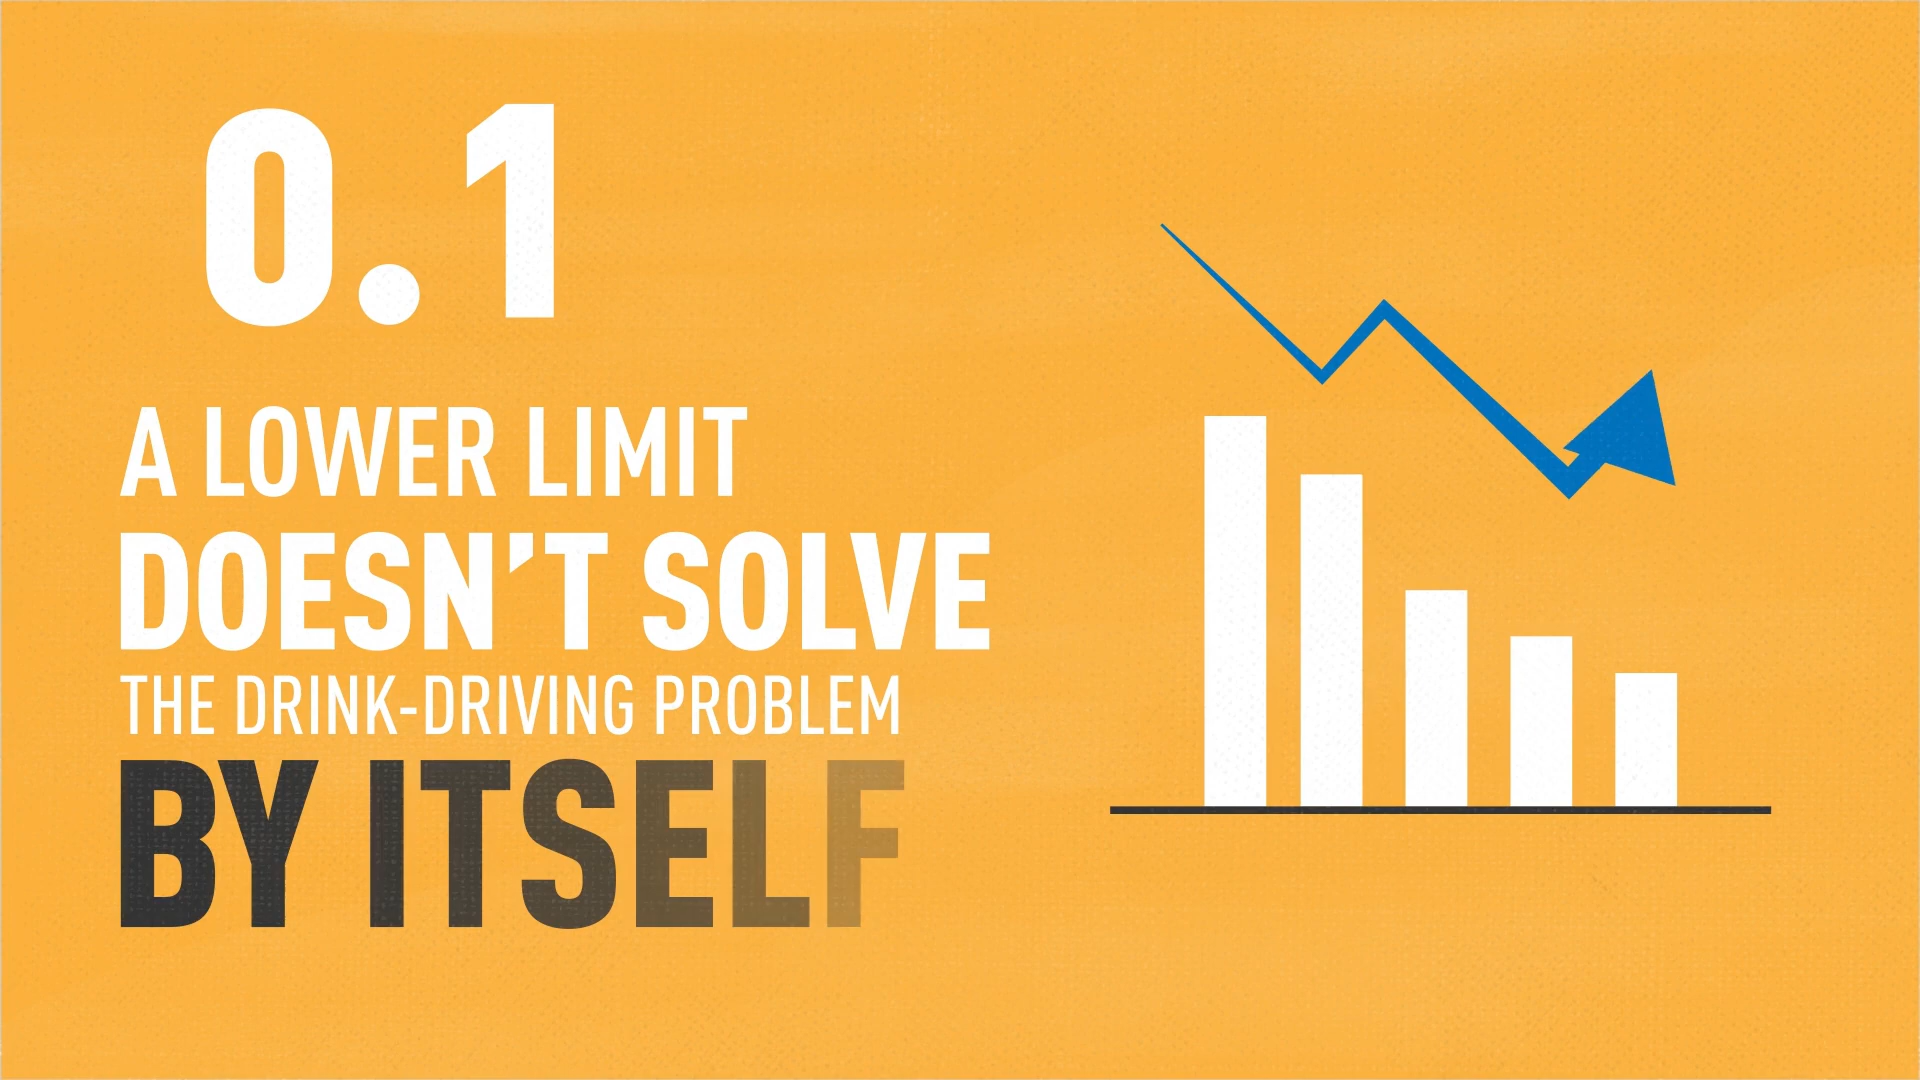 0.1
A LOWER LIMIT
DOESN'T SOLVE
THE DRINK-DRIVING PROBLEM
BY ITSELF